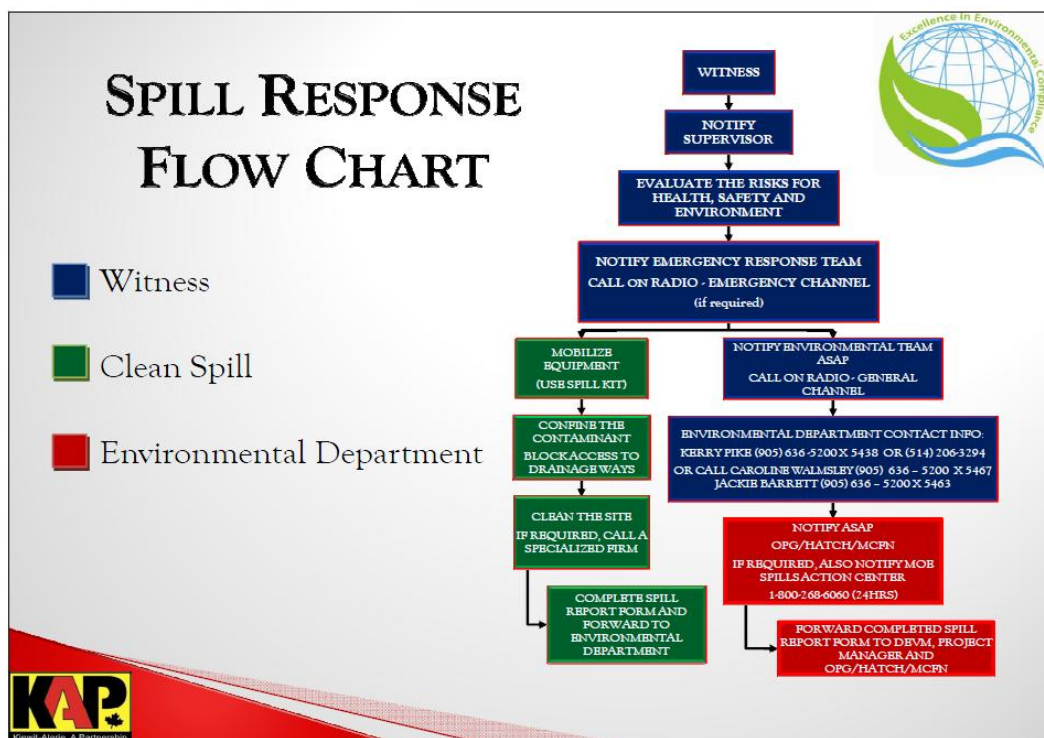 SPILL RESPONSE
FLOW CHART
Witness
Clean Spill
Environmental Department
Excellence in Environmental Compliance
WITNESS
NOTIFY
SUPERVISOR
EVALUATE THE RISKS FOR
HEALTH, SAFETY AND
ENVIRONMENT
NOTIFY EMERGENCY RESPONSE TEAM
CALL ON RADIO - EMERGENCY CHANNEL
(if required)
MOBILIZE
EQUIPMENT
(USE SPILL KIT)
CONFINE THE
CONTAMINANT
BLOCK ACCESS TO
DRAINAGE WAYS
CLEAN THE SITE
IF REQUIRED, CALL A
SPECIALIZED FIRM
COMPLETE SPILL
REPORT FORM AND
FORWARD TO
ENVIRONMENTAL
DEPARTMENT
NOTIFY ENVIRONMENTAL TEAM
ASAP
CALL ON RADIO - GENERAL
CHANNEL
ENVIRONMENTAL DEPARTMENT CONTACT INFO:
KERRY PIKE (905) 636-5200 X 5438 OR (514) 206-3294
OR CALL CAROLINE WALMSLEY (905) 636 – 5200 X 5467
JACKIE BARRETT (905) 636 – 5200 X 5463
NOTIFY ASAP
OPG/HATCH/MCFN
IF REQUIRED, ALSO NOTIFY MOE
SPILLS ACTION CENTER
1-800-268-6060 (24HRS)
FORWARD COMPLETED SPILL
REPORT FORM TO DEVM, PROJECT
MANAGER AND
OPG/HATCH/MCFN
KAP
Kiewit-Alarie, A Partnership